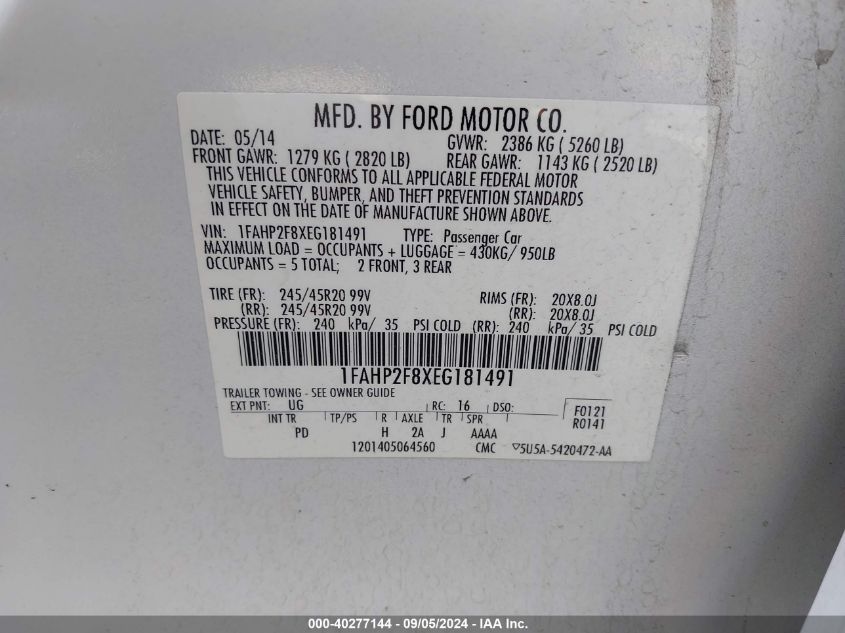 MFD. BY FORD MOTOR CO.
DATE: 05/14 GVWR: 2386 KG ( 5260 LB)
FRONT GAWR: 1279 KG ( 2820 LB) REAR GAWR: 1143 KG ( 2520 LB)
THIS VEHICLE CONFORMS TO ALL APPLICABLE FEDERAL MOTOR
VEHICLE SAFETY, BUMPER, AND THEFT PREVENTION STANDARDS
IN EFFECT ON THE DATE OF MANUFACTURE SHOWN ABOVE.
VIN: 1FAHP2F8XEG181491 TYPE: Passenger Car
MAXIMUM LOAD = OCCUPANTS + LUGGAGE = 430KG/ 950LB
OCCUPANTS = 5 TOTAL; 2 FRONT, 3 REAR
TIRE (FR): 245/45R20 99V RIMS (FR): 20X8.0J
(RR): 245/45R20 99V (RR): 20X8.0J
PRESSURE (FR): 240 kPa/ 35 PSI COLD (RR): 240 kPa/ 35 PSI COLD
1FAHP2F8XEG181491
TRAILER TOWING - SEE OWNER GUIDE
EXT PNT: UG RC: 16 DSO: F0121
INT TR TP/PS R AXLE TR SPR R0141
PD H 2A J AAAA
1201405064560 CMC ▽5U5A-5420472-AA
000-40277144 - 09/05/2024 - IAA Inc.